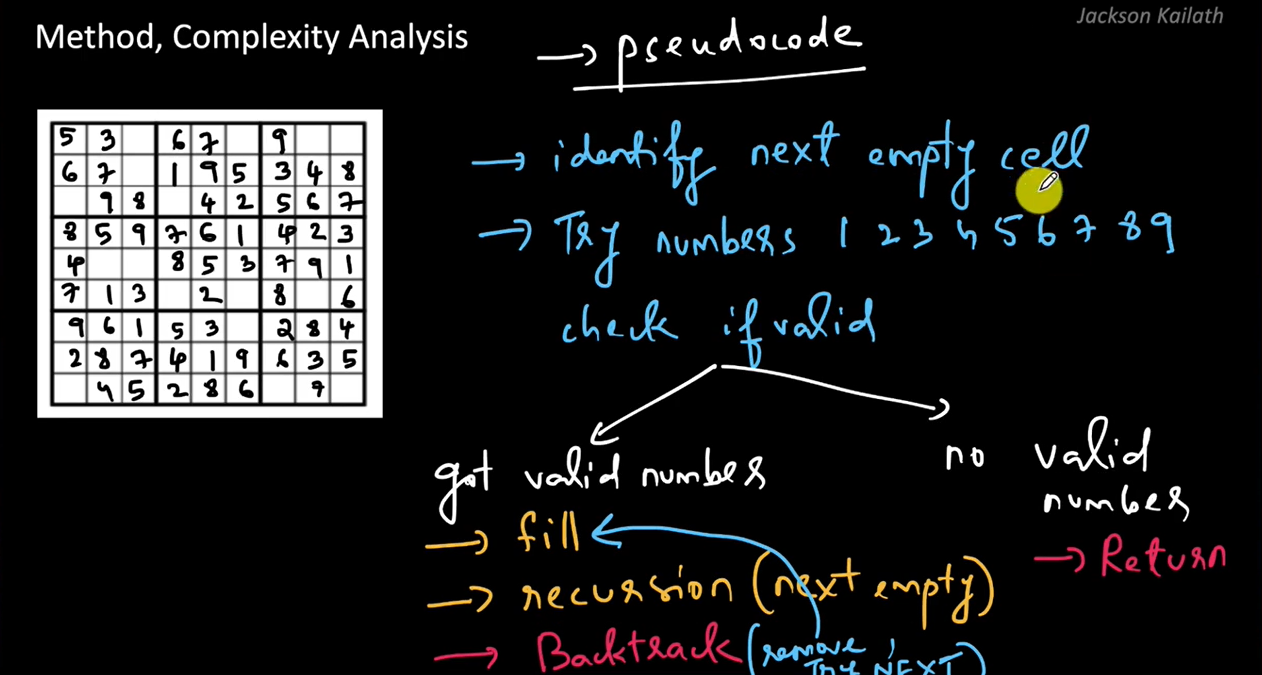 Jackson Kailath
Method, Complexity Analysis
→ pseudocode
5 3 6 7 9
6 7 1 9 5 3 4 8
9 8 4 2 5 6 7
8 5 9 7 6 1 4 2 3
4 8 5 3 7 9 1
7 1 3 2 8 6
9 6 1 5 3 2 8 4
2 8 7 4 1 9 6 3 5
4 5 2 8 6 7
→ identify next empty cell
→ Try numbers 1 2 3 4 5 6 7 8 9
check if valid
got valid number
→ fill
→ recursion (next empty)
→ Backtrack (remove,
Try NEXT)
no valid
number
→ Return